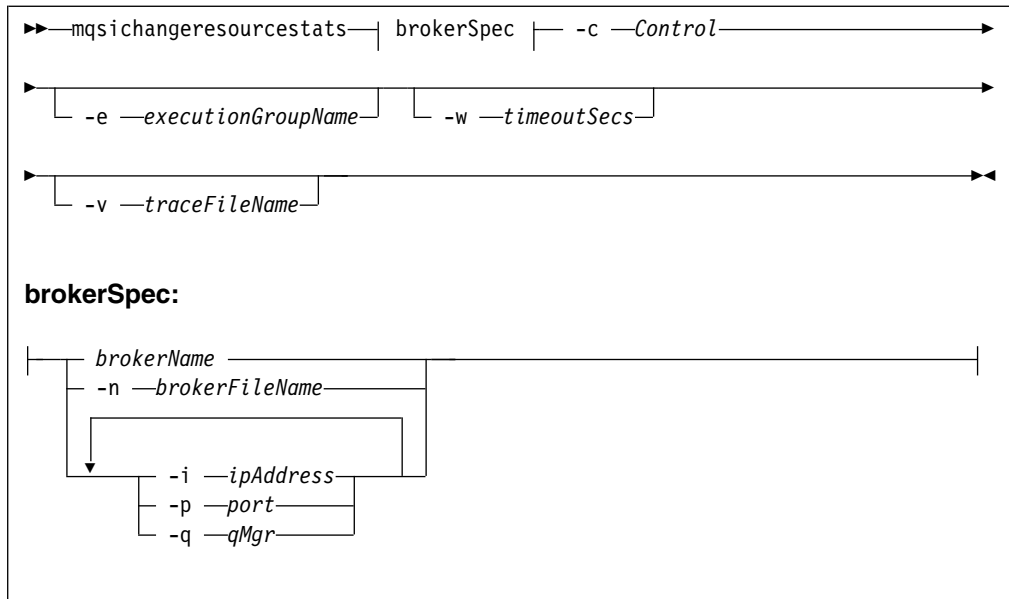 mqsichangeresourcestats brokerSpec -c Control
-e executionGroupName -w timeoutSecs
-v traceFileName
brokerSpec:
brokerName
-n brokerFileName
-i ipAddress
-p port
-q qMgr